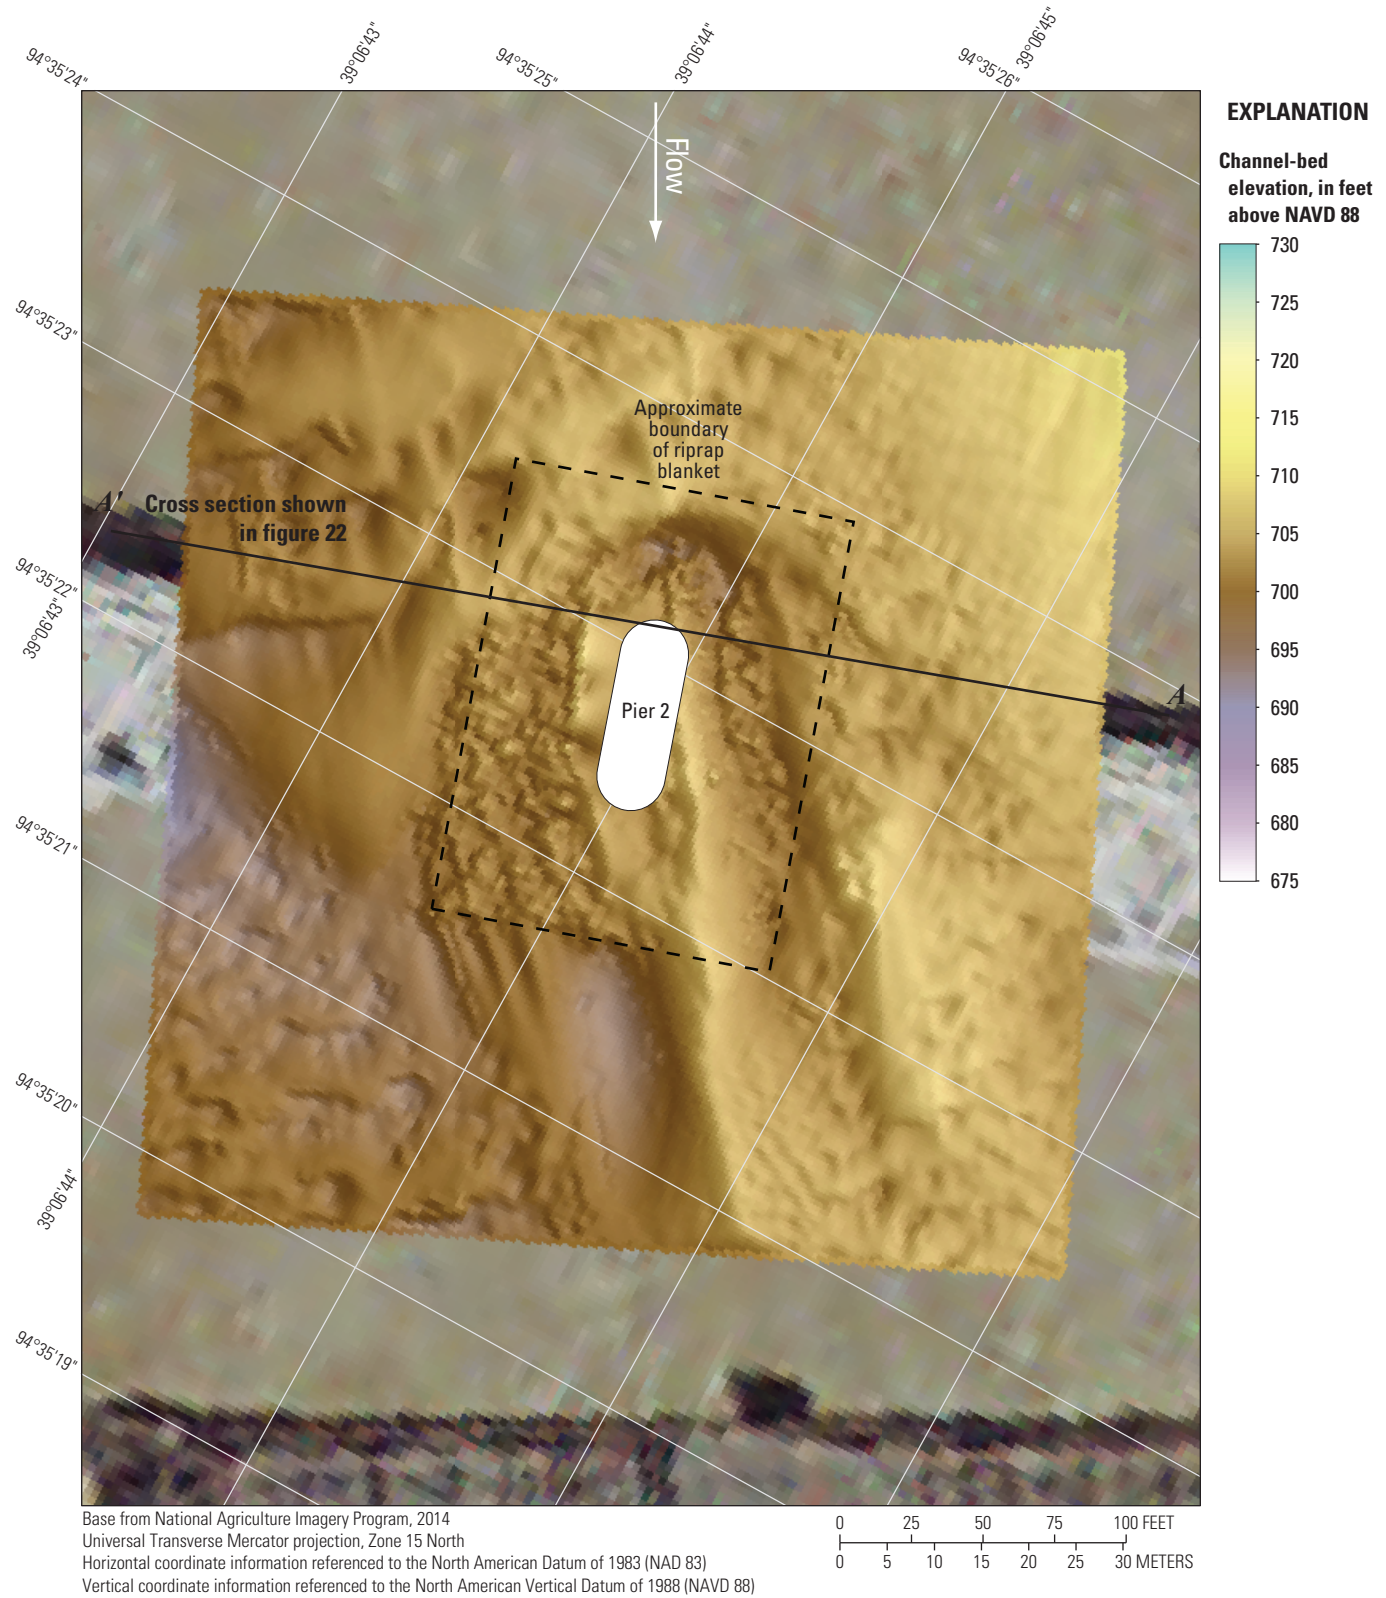 94°35'24"
39°06'43"
94°35'25"
39°06'44"
94°35'26"
39°06'45"
EXPLANATION
Channel-bed
elevation, in feet
above NAVD 88
730
725
720
715
710
705
700
695
690
685
680
675
Flow
94°35'23"
Approximate
boundary
of riprap
blanket
A'
Cross section shown
in figure 22
94°35'22"
39°06'43"
A
Pier 2
94°35'21"
94°35'20"
39°06'44"
94°35'19"
Base from National Agriculture Imagery Program, 2014
Universal Transverse Mercator projection, Zone 15 North
Horizontal coordinate information referenced to the North American Datum of 1983 (NAD 83)
Vertical coordinate information referenced to the North American Vertical Datum of 1988 (NAVD 88)
0 25 50 75 100 FEET
0 5 10 15 20 25 30 METERS